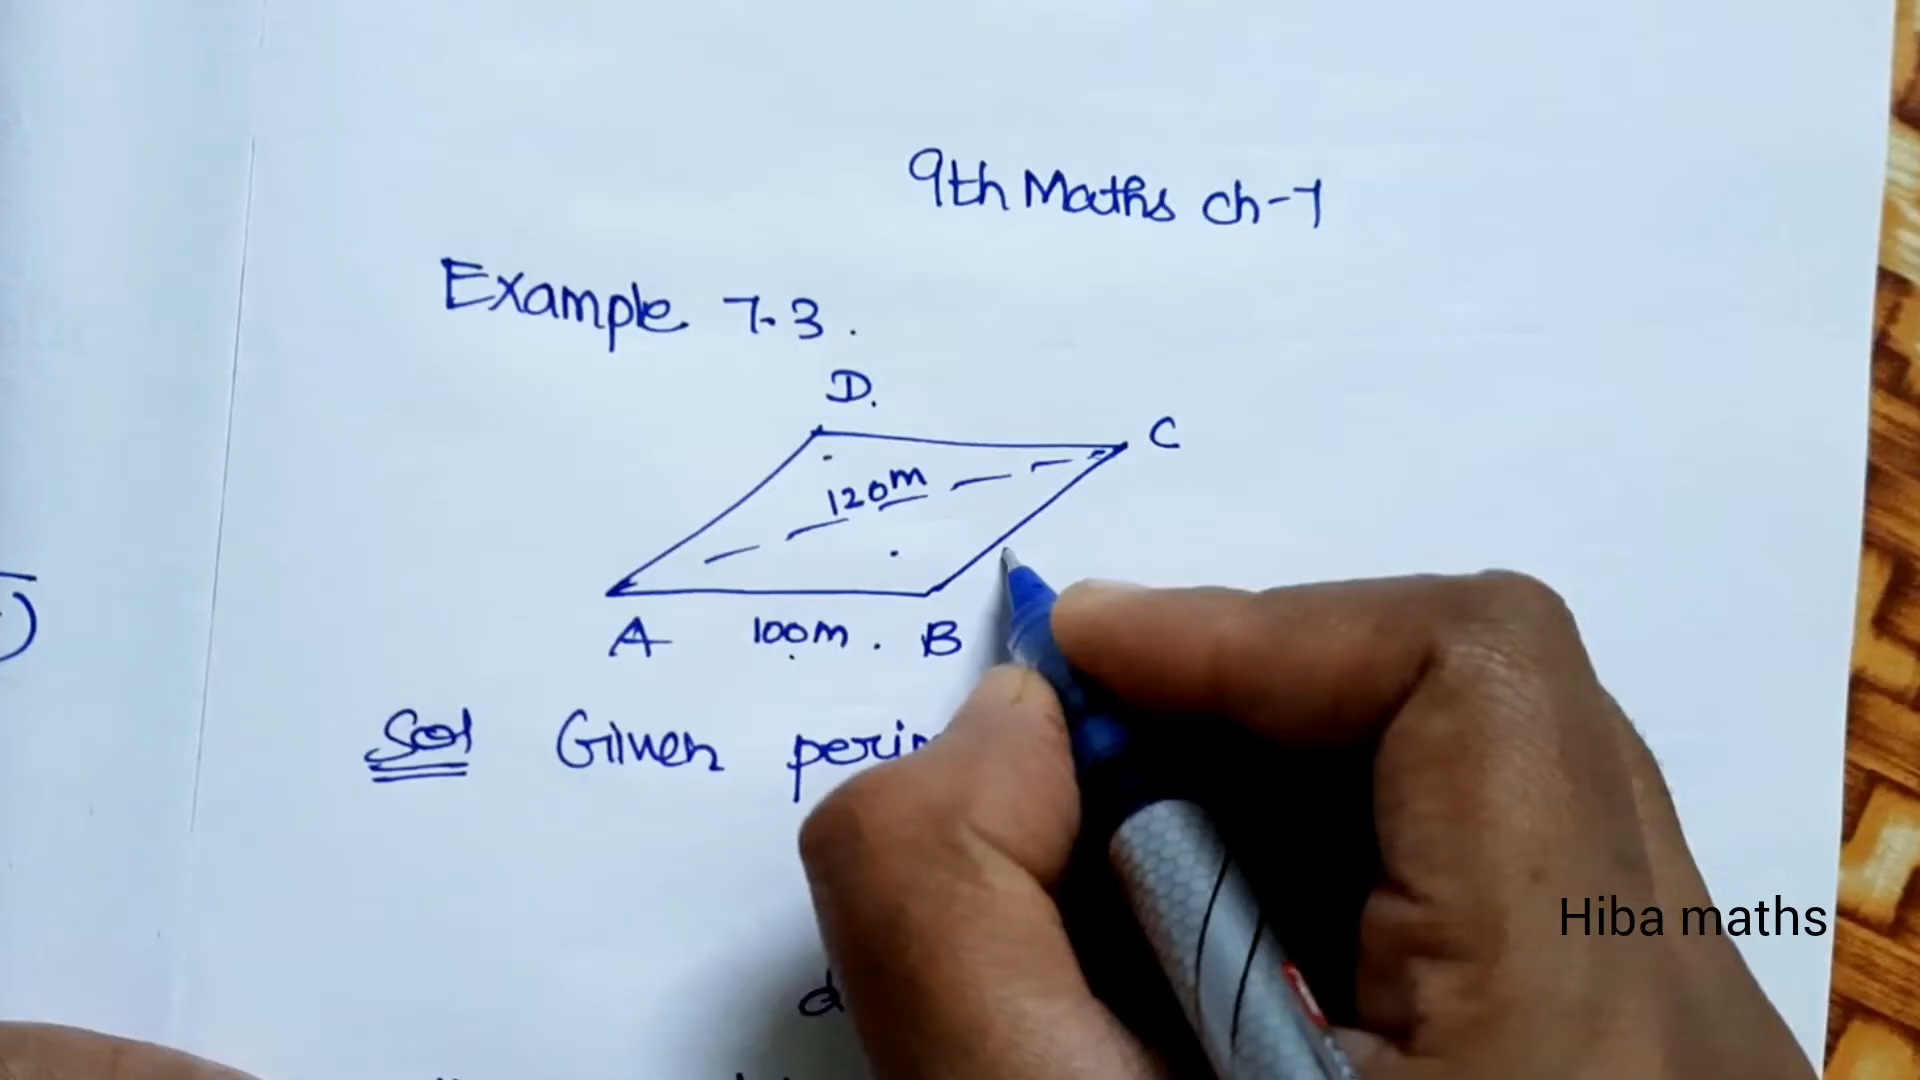 9th Maths ch-7
Example 7.3.
D.
C
120m
A 100m. B
Sol Given
Hiba maths